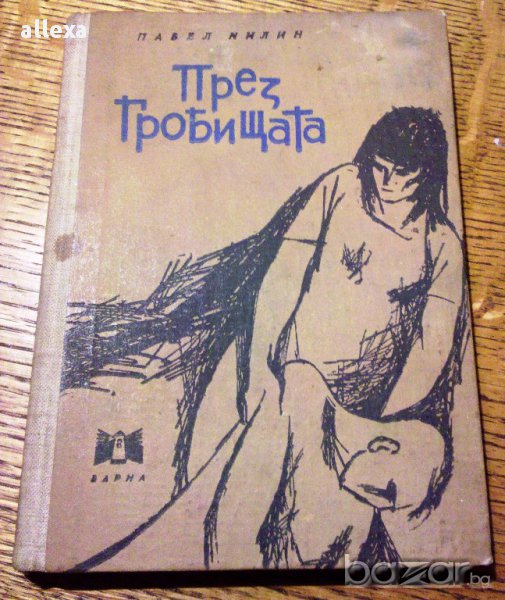 allexa
ПАВЕЛ НИЛИН
През
Гробищата
ВАРНА
bazar.bg